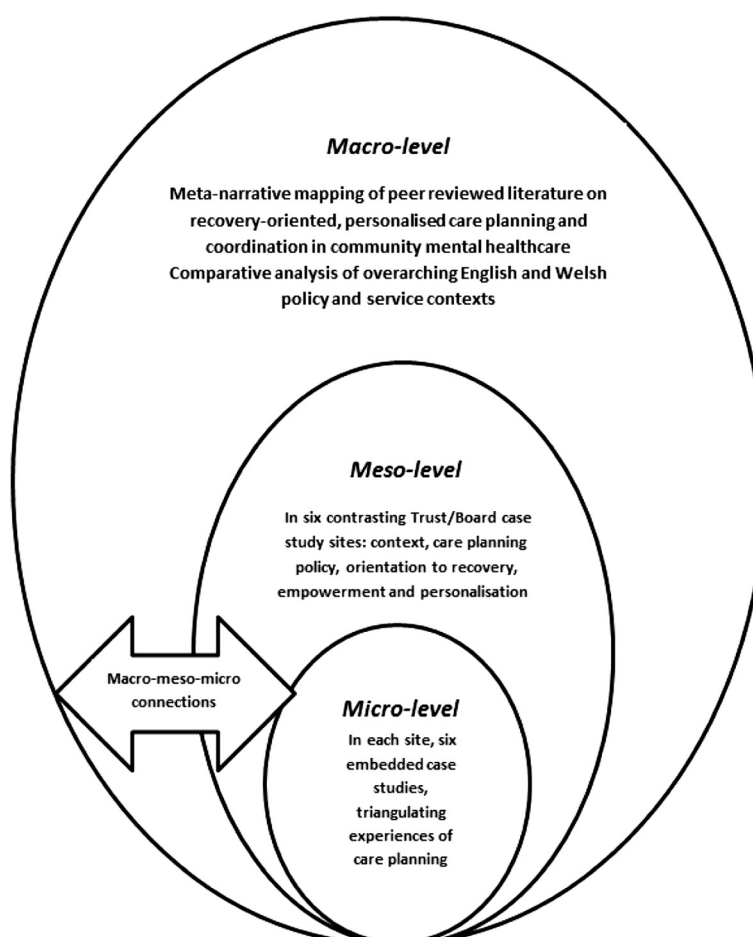 Macro-level
Meta-narrative mapping of peer reviewed literature on
recovery-oriented, personalised care planning and
coordination in community mental healthcare
Comparative analysis of overarching English and Welsh
policy and service contexts
Meso-level
In six contrasting Trust/Board case
study sites: context, care planning
policy, orientation to recovery,
empowerment and personalisation
Macro-meso-micro
connections
Micro-level
In each site, six
embedded case
studies,
triangulating
experiences of
care planning